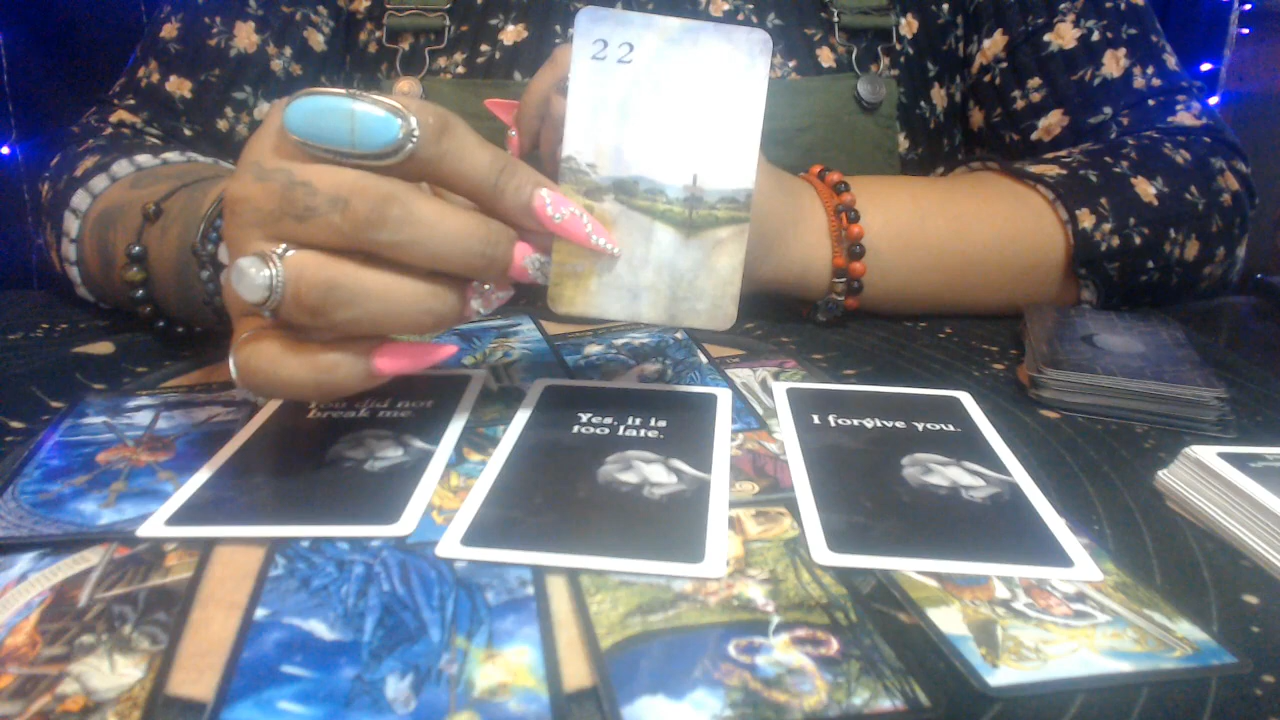 22
You did not
break me.
Yes, it is
too late.
I forgive you.